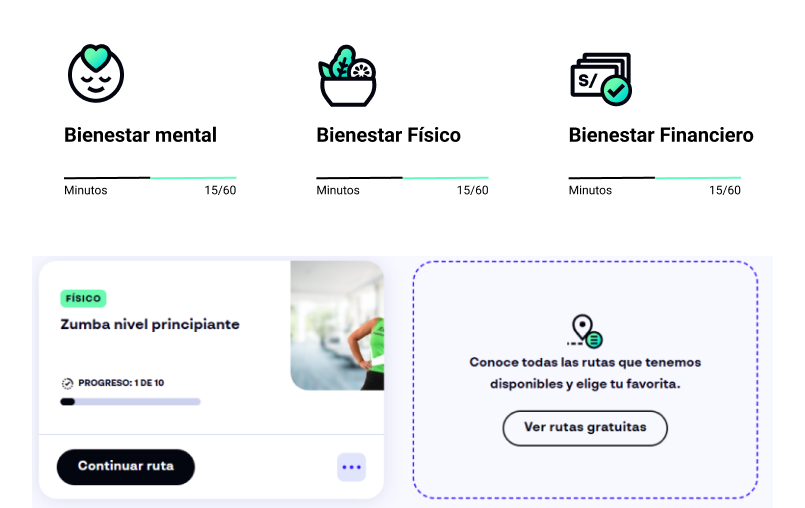 S/
Bienestar mental
Minutos 15/60
Bienestar Físico
Minutos 15/60
Bienestar Financiero
Minutos 15/60
FÍSICO
Zumba nivel principiante
PROGRESO: 1 DE 10
Continuar ruta
Conoce todas las rutas que tenemos
disponibles y elige tu favorita.
Ver rutas gratuitas